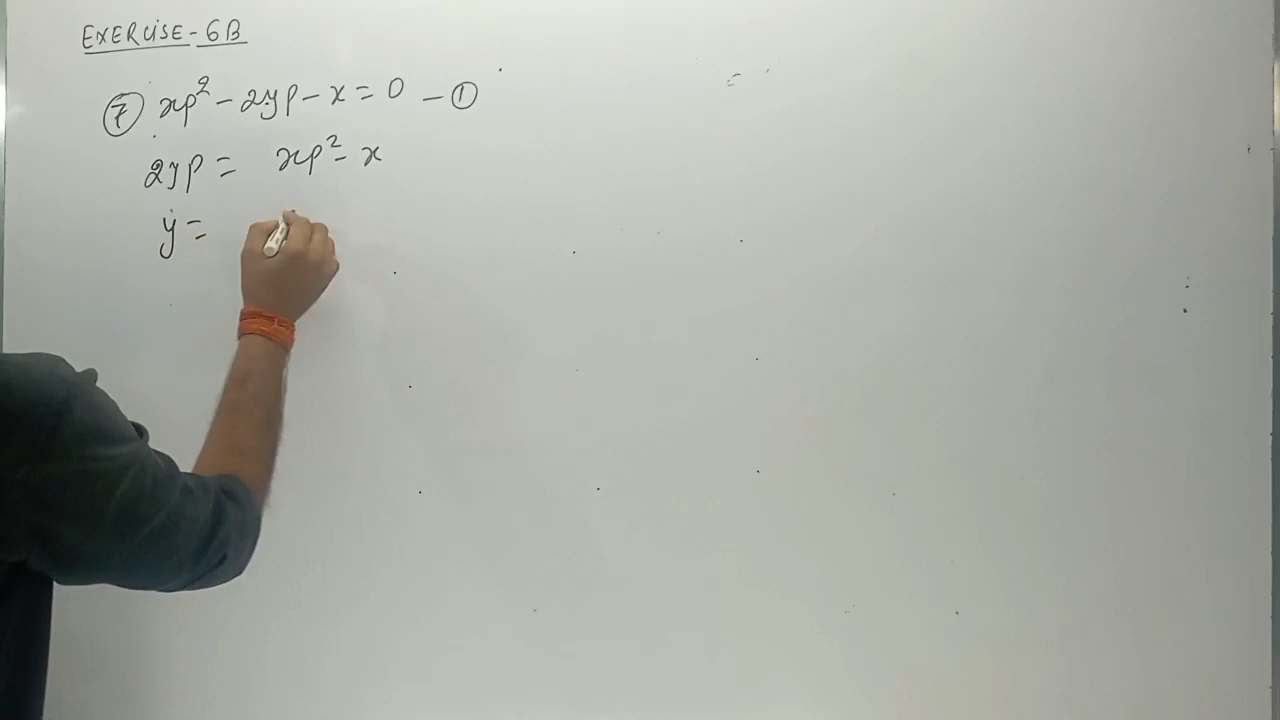 EXERCISE-6B
⑦ xp² - 2yp - x = 0 - ①
2yp = xp² - x
y =